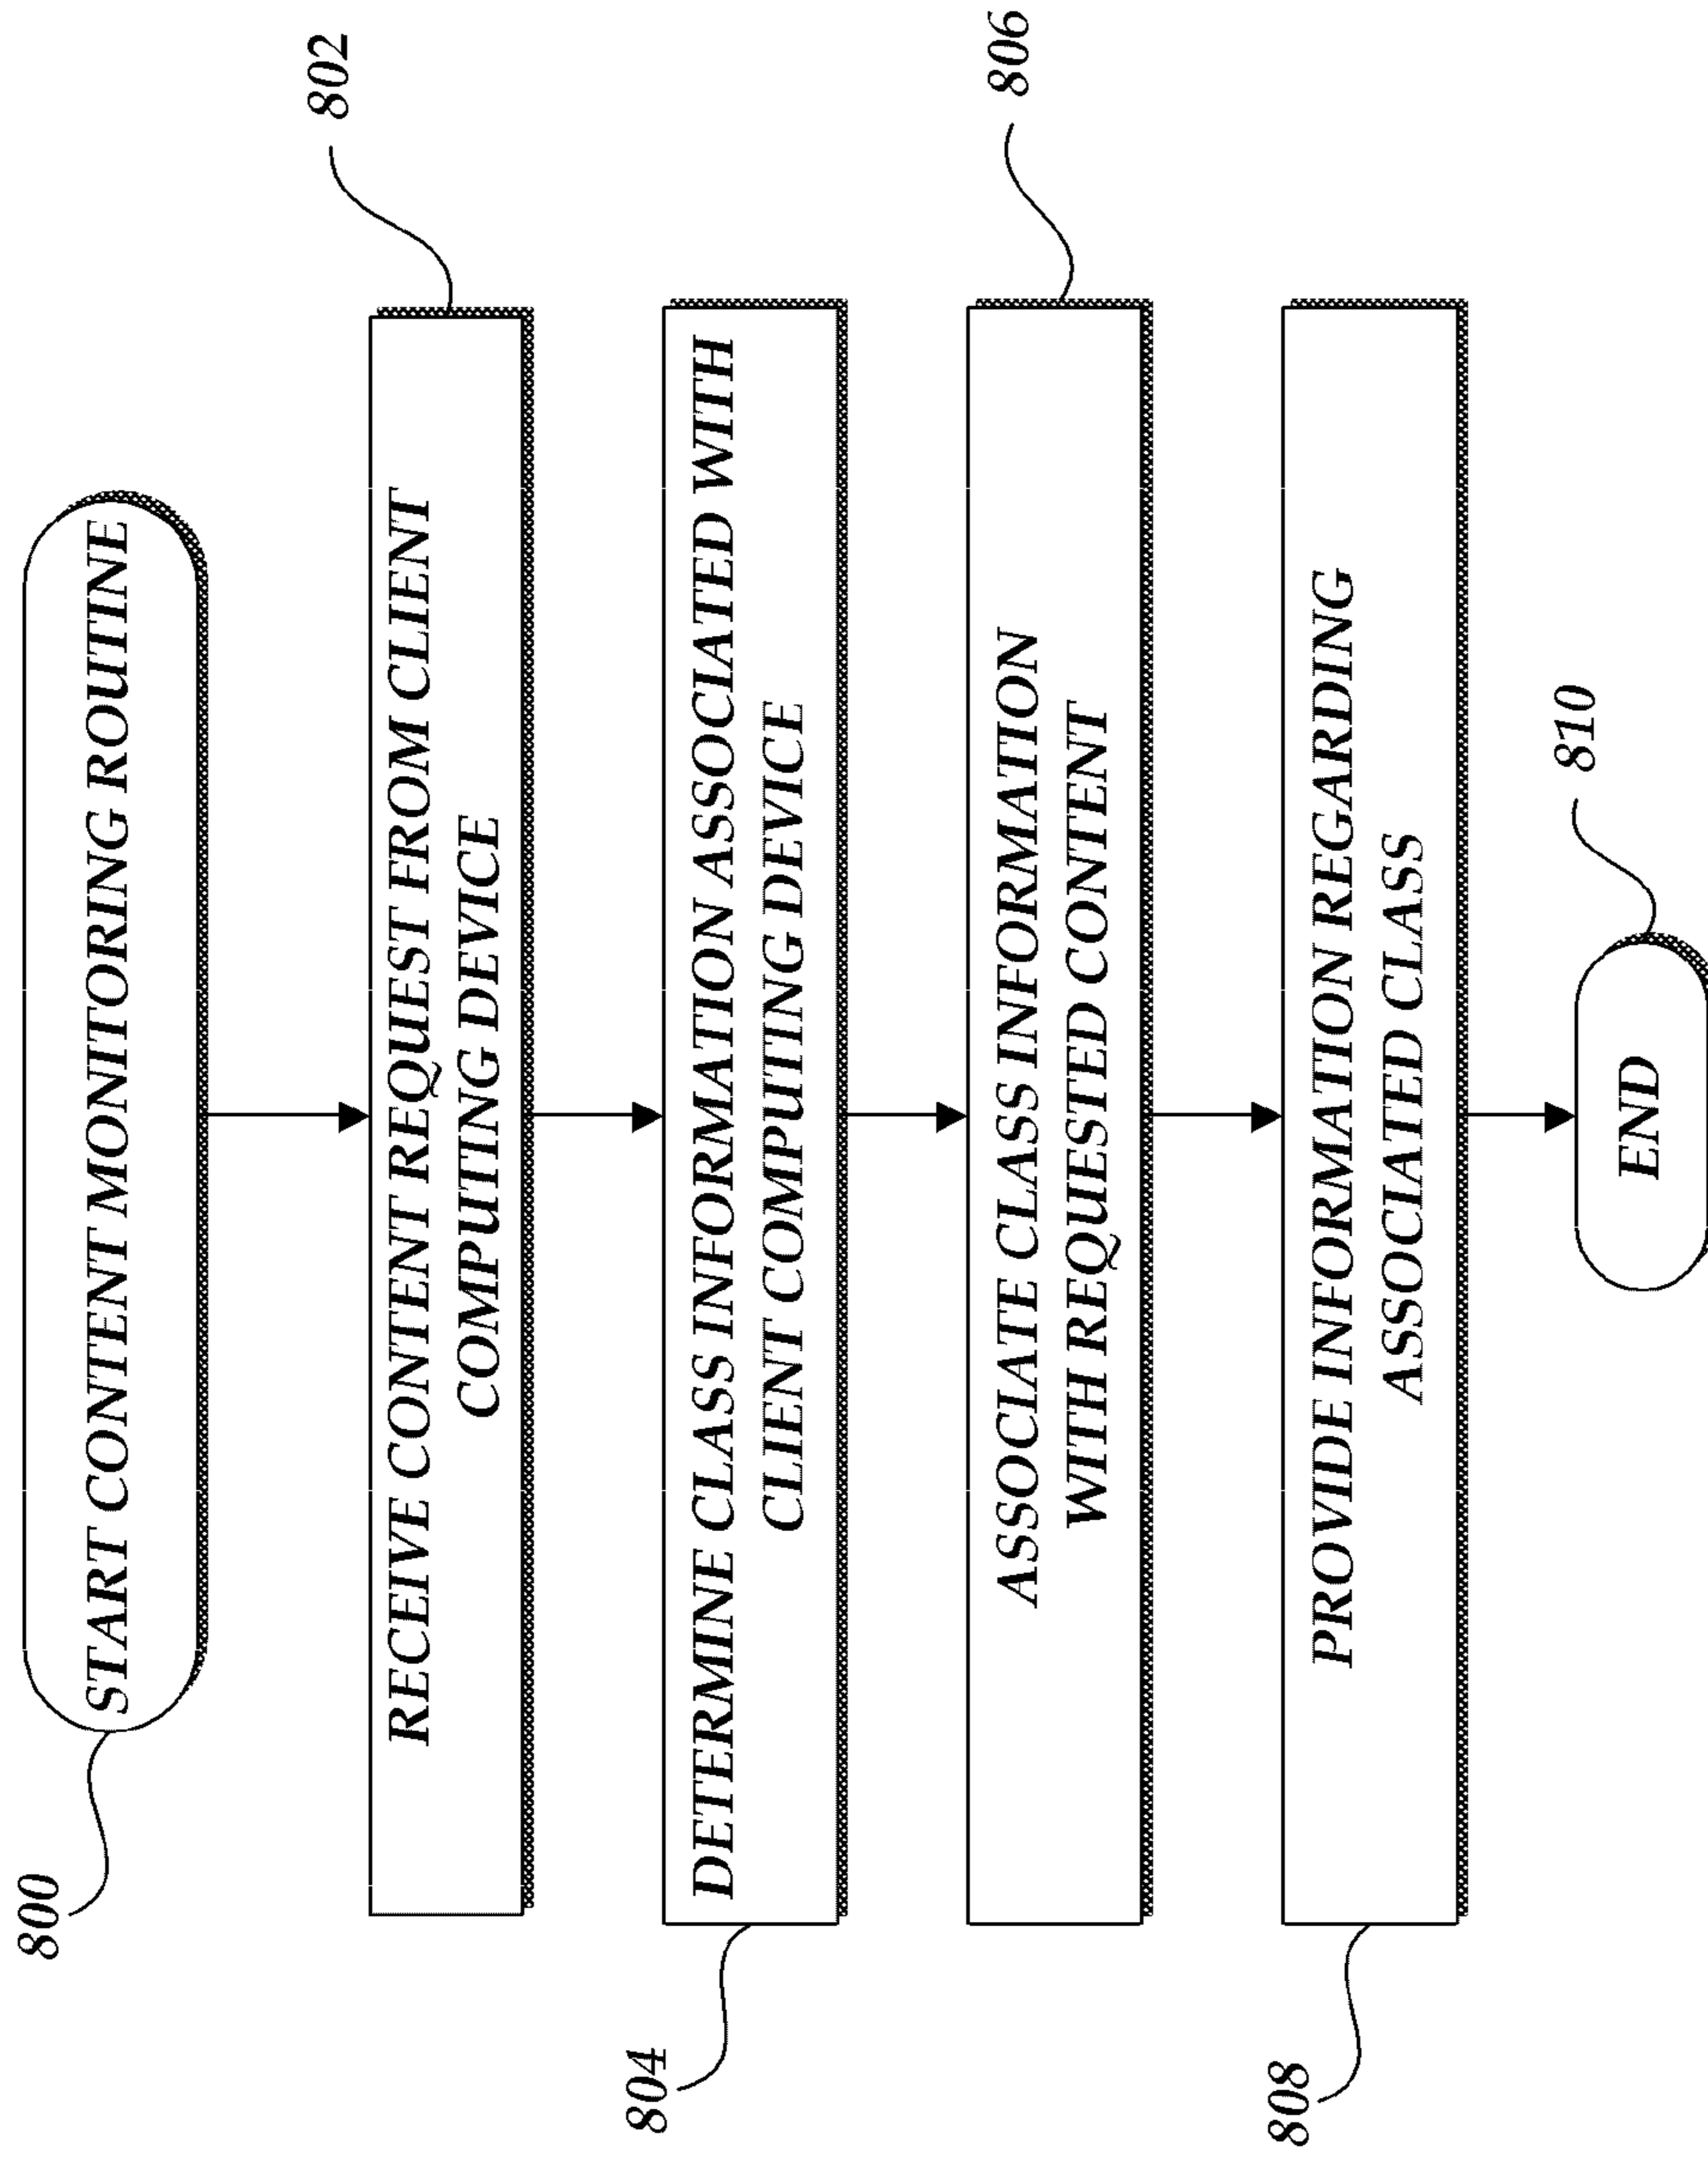 800
START CONTENT MONITORING ROUTINE
802
RECEIVE CONTENT REQUEST FROM CLIENT
COMPUTING DEVICE
804
DETERMINE CLASS INFORMATION ASSOCIATED WITH
CLIENT COMPUTING DEVICE
806
ASSOCIATE CLASS INFORMATION
WITH REQUESTED CONTENT
808
PROVIDE INFORMATION REGARDING
ASSOCIATED CLASS
810
END